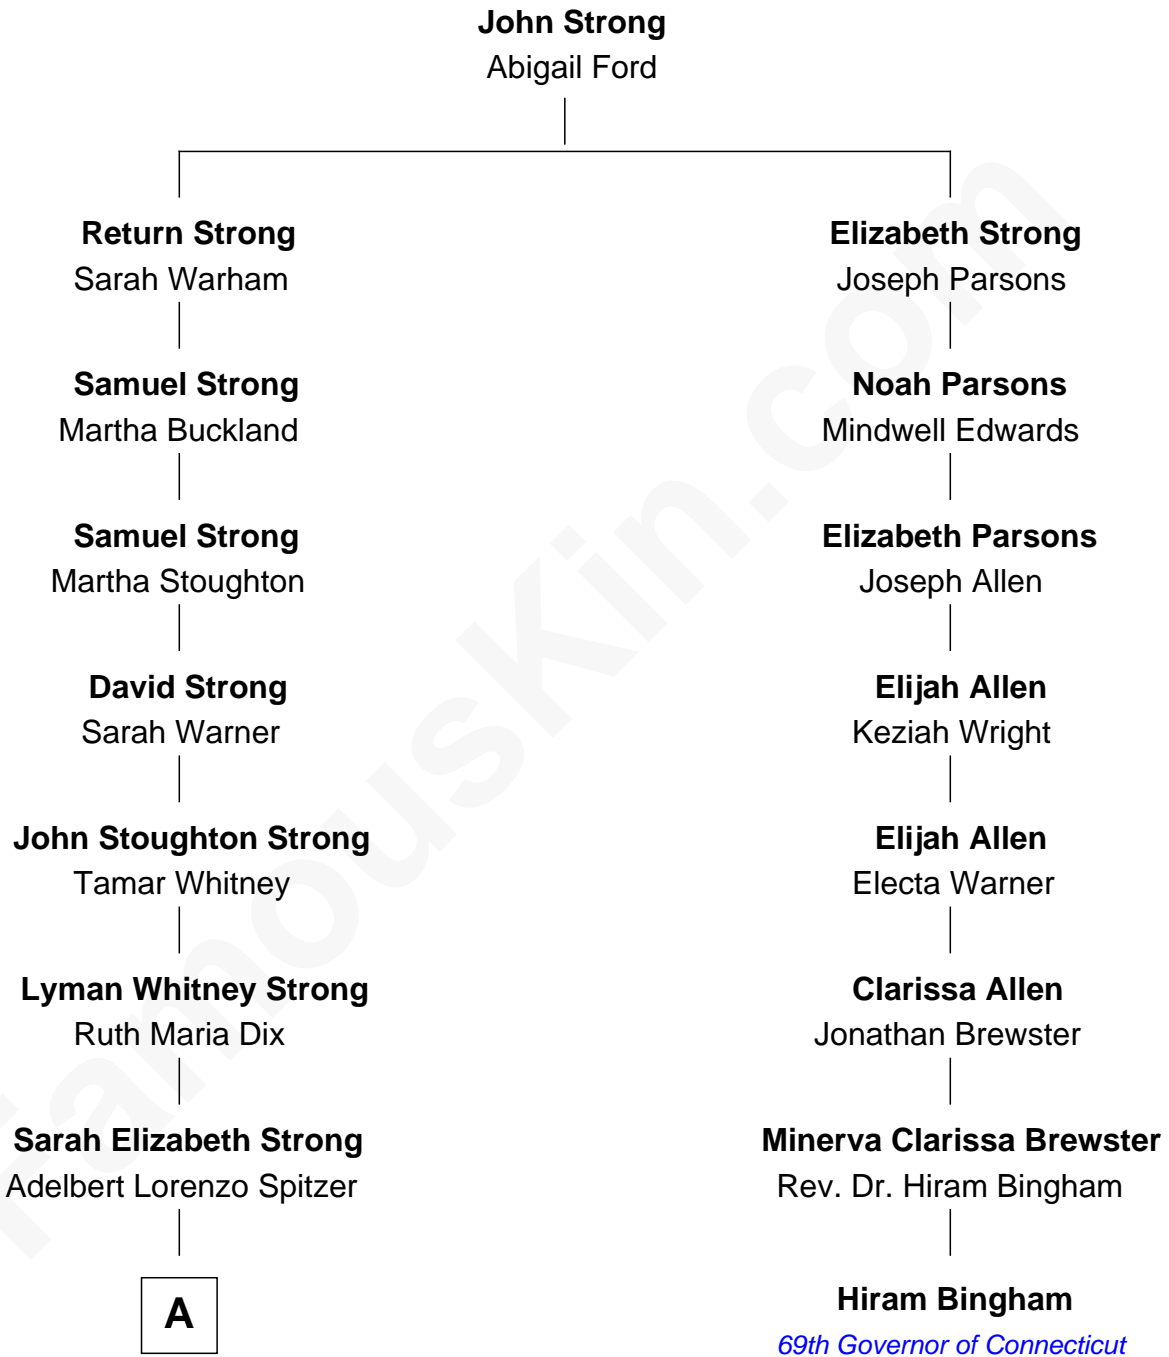 John Strong
Abigail Ford
Return Strong
Sarah Warham
Elizabeth Strong
Joseph Parsons
Samuel Strong
Martha Buckland
Noah Parsons
Mindwell Edwards
Samuel Strong
Martha Stoughton
Elizabeth Parsons
Joseph Allen
David Strong
Sarah Warner
Elijah Allen
Keziah Wright
John Stoughton Strong
Tamar Whitney
Elijah Allen
Electa Warner
Lyman Whitney Strong
Ruth Maria Dix
Clarissa Allen
Jonathan Brewster
Sarah Elizabeth Strong
Adelbert Lorenzo Spitzer
Minerva Clarissa Brewster
Rev. Dr. Hiram Bingham
A
Hiram Bingham
69th Governor of Connecticut
FamousKin.com